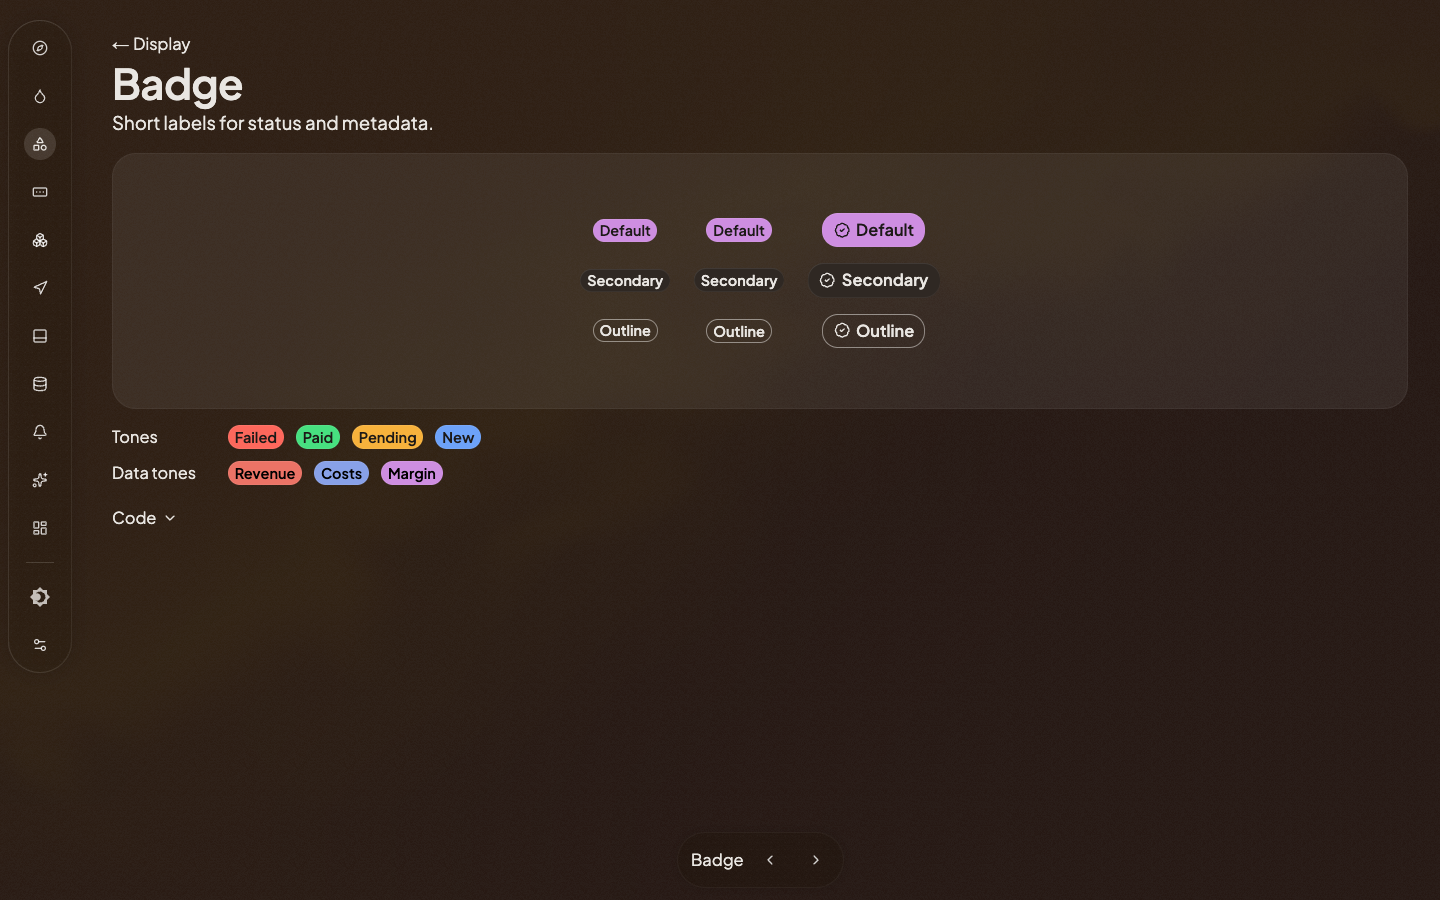 ← Display
Badge
Short labels for status and metadata.
Default Default Default
Secondary Secondary Secondary
Outline Outline Outline
Tones Failed Paid Pending New
Data tones Revenue Costs Margin
Code
Badge